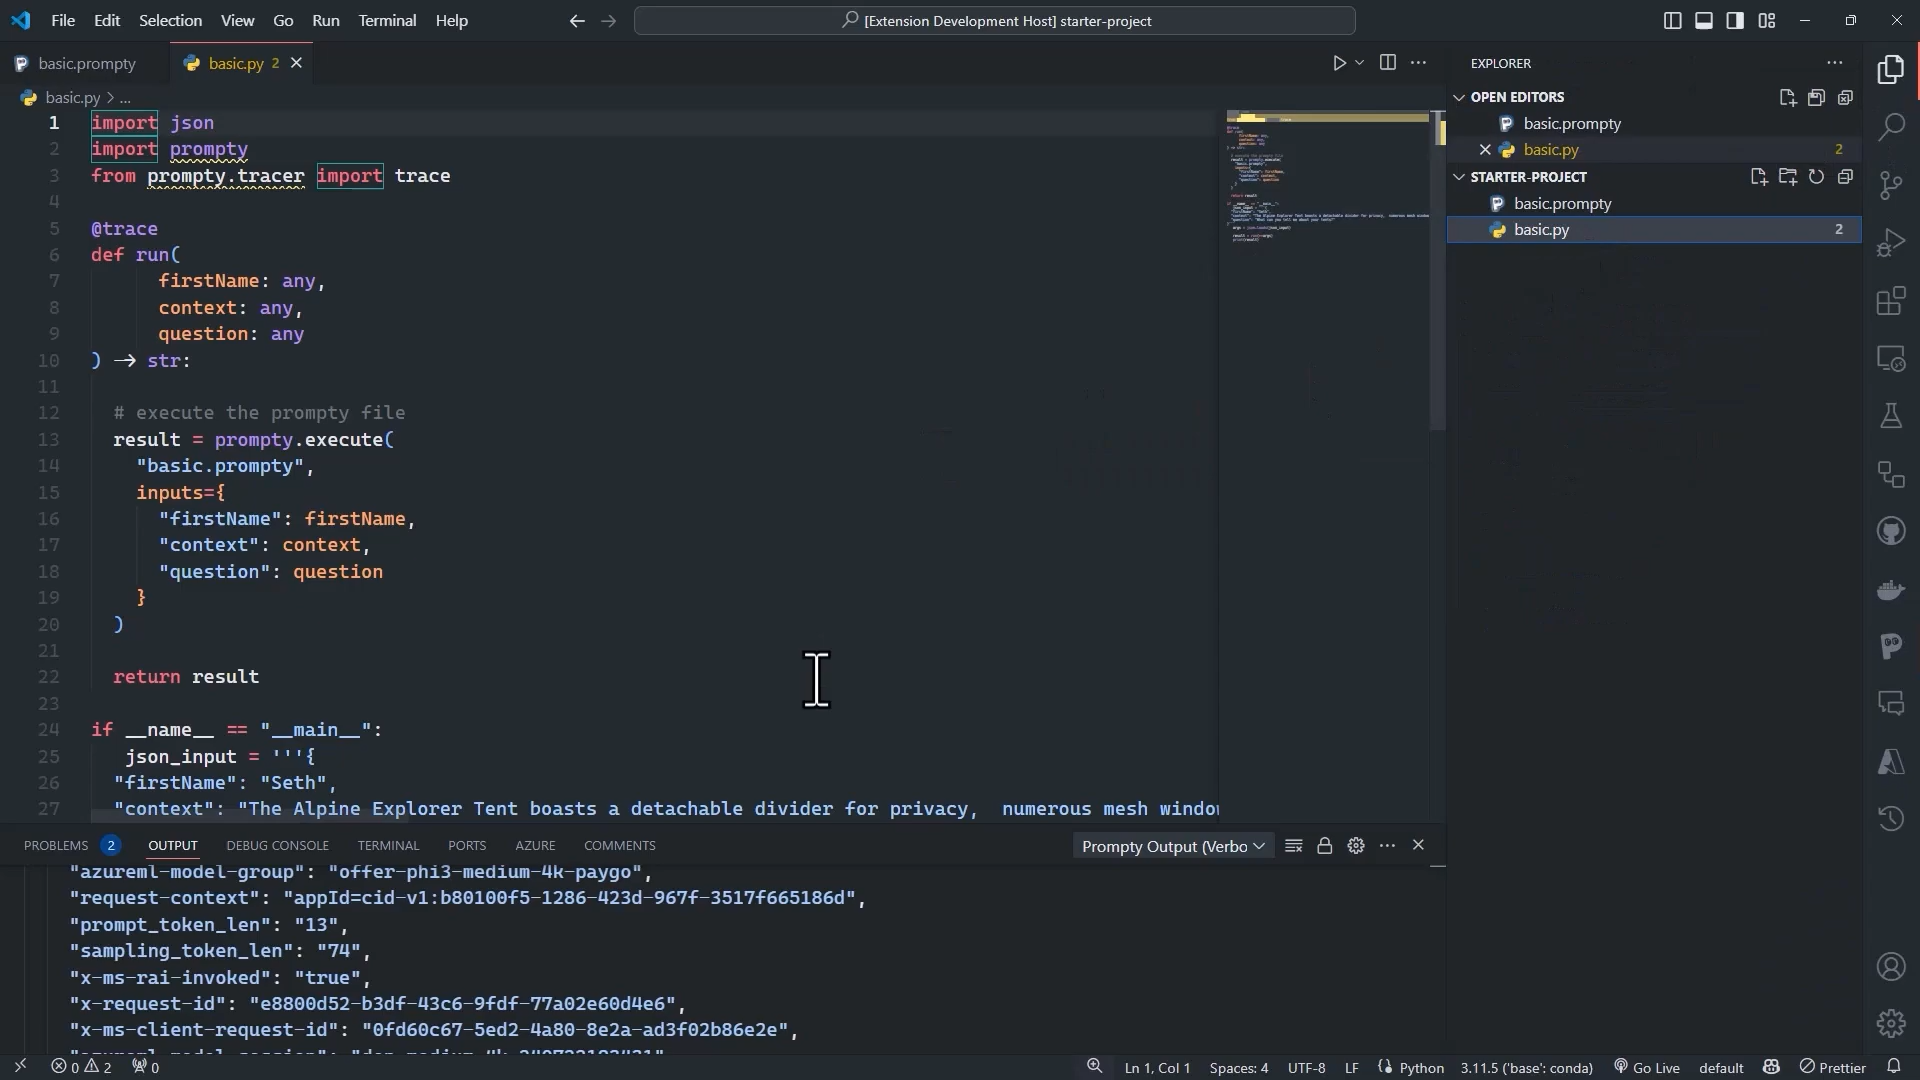 File Edit Selection View Go Run Terminal Help
[Extension Development Host] starter-project
basic.prompty
basic.py 2
basic.py > ...
1 import json
2 import prompty
3 from prompty.tracer import trace
4
5 @trace
6 def run(
7 firstName: any,
8 context: any,
9 question: any
10 ) → str:
11
12 # execute the prompty file
13 result = prompty.execute(
14 "basic.prompty",
15 inputs={
16 "firstName": firstName,
17 "context": context,
18 "question": question
19 }
20 )
21
22 return result
23
24 if __name__ == "__main__":
25 json_input = '''{
26 "firstName": "Seth",
27 "context": "The Alpine Explorer Tent boasts a detachable divider for privacy,  numerous mesh windo
EXPLORER
OPEN EDITORS
basic.prompty
basic.py 2
STARTER-PROJECT
basic.prompty
basic.py 2
PROBLEMS 2 OUTPUT DEBUG CONSOLE TERMINAL PORTS AZURE COMMENTS
Prompty Output (Verbo
"azureml-model-group": "offer-phi3-medium-4k-paygo",
"request-context": "appId=cid-v1:b80100f5-1286-423d-967f-3517f665186d",
"prompt_token_len": "13",
"sampling_token_len": "74",
"x-ms-rai-invoked": "true",
"x-request-id": "e8800d52-b3df-43c6-9fdf-77a02e60d4e6",
"x-ms-client-request-id": "0fd60c67-5ed2-4a80-8e2a-ad3f02b86e2e",
0 2 0
Ln 1, Col 1 Spaces: 4 UTF-8 LF Python 3.11.5 ('base': conda) Go Live default Prettier